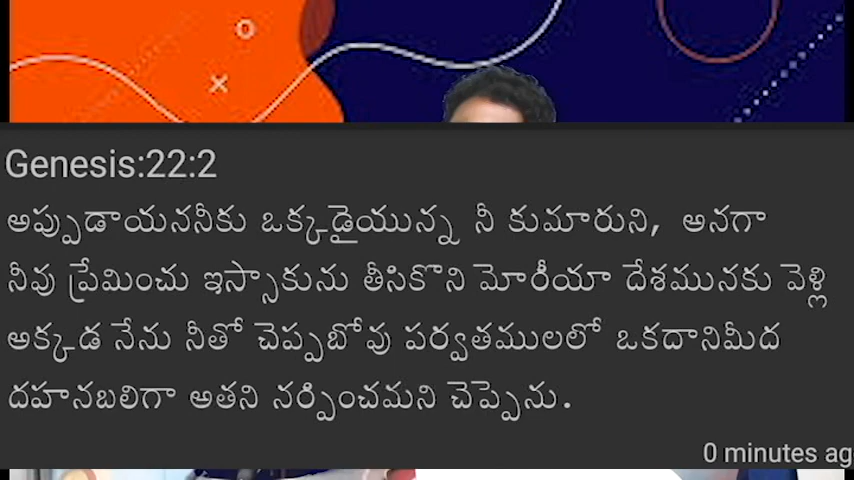 Genesis:22:2
అప్పుడాయననీకు ఒక్కడైయున్న నీ కుమారుని, అనగా
నీవు ప్రేమించు ఇస్సాకును తీసికొని మోరీయా దేశమునకు వెళ్లి
అక్కడ నేను నీతో చెప్పబోవు పర్వతములలో ఒకదానిమీద
దహనబలిగా అతని నర్పించమని చెప్పెను.
0 minutes ag